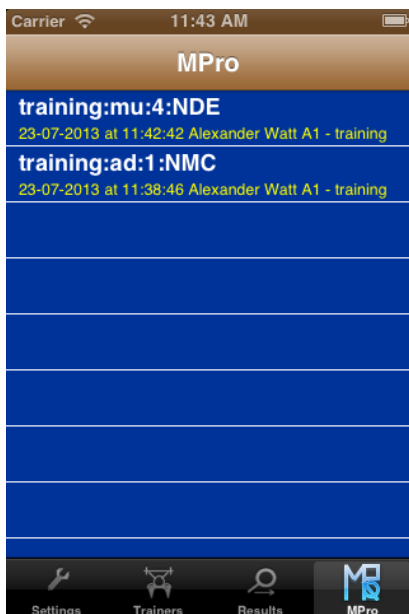 Carrier 11:43 AM
MPro
training:mu:4:NDE
23-07-2013 at 11:42:42 Alexander Watt A1 - training
training:ad:1:NMC
23-07-2013 at 11:38:46 Alexander Watt A1 - training
Settings Trainers Results MPro